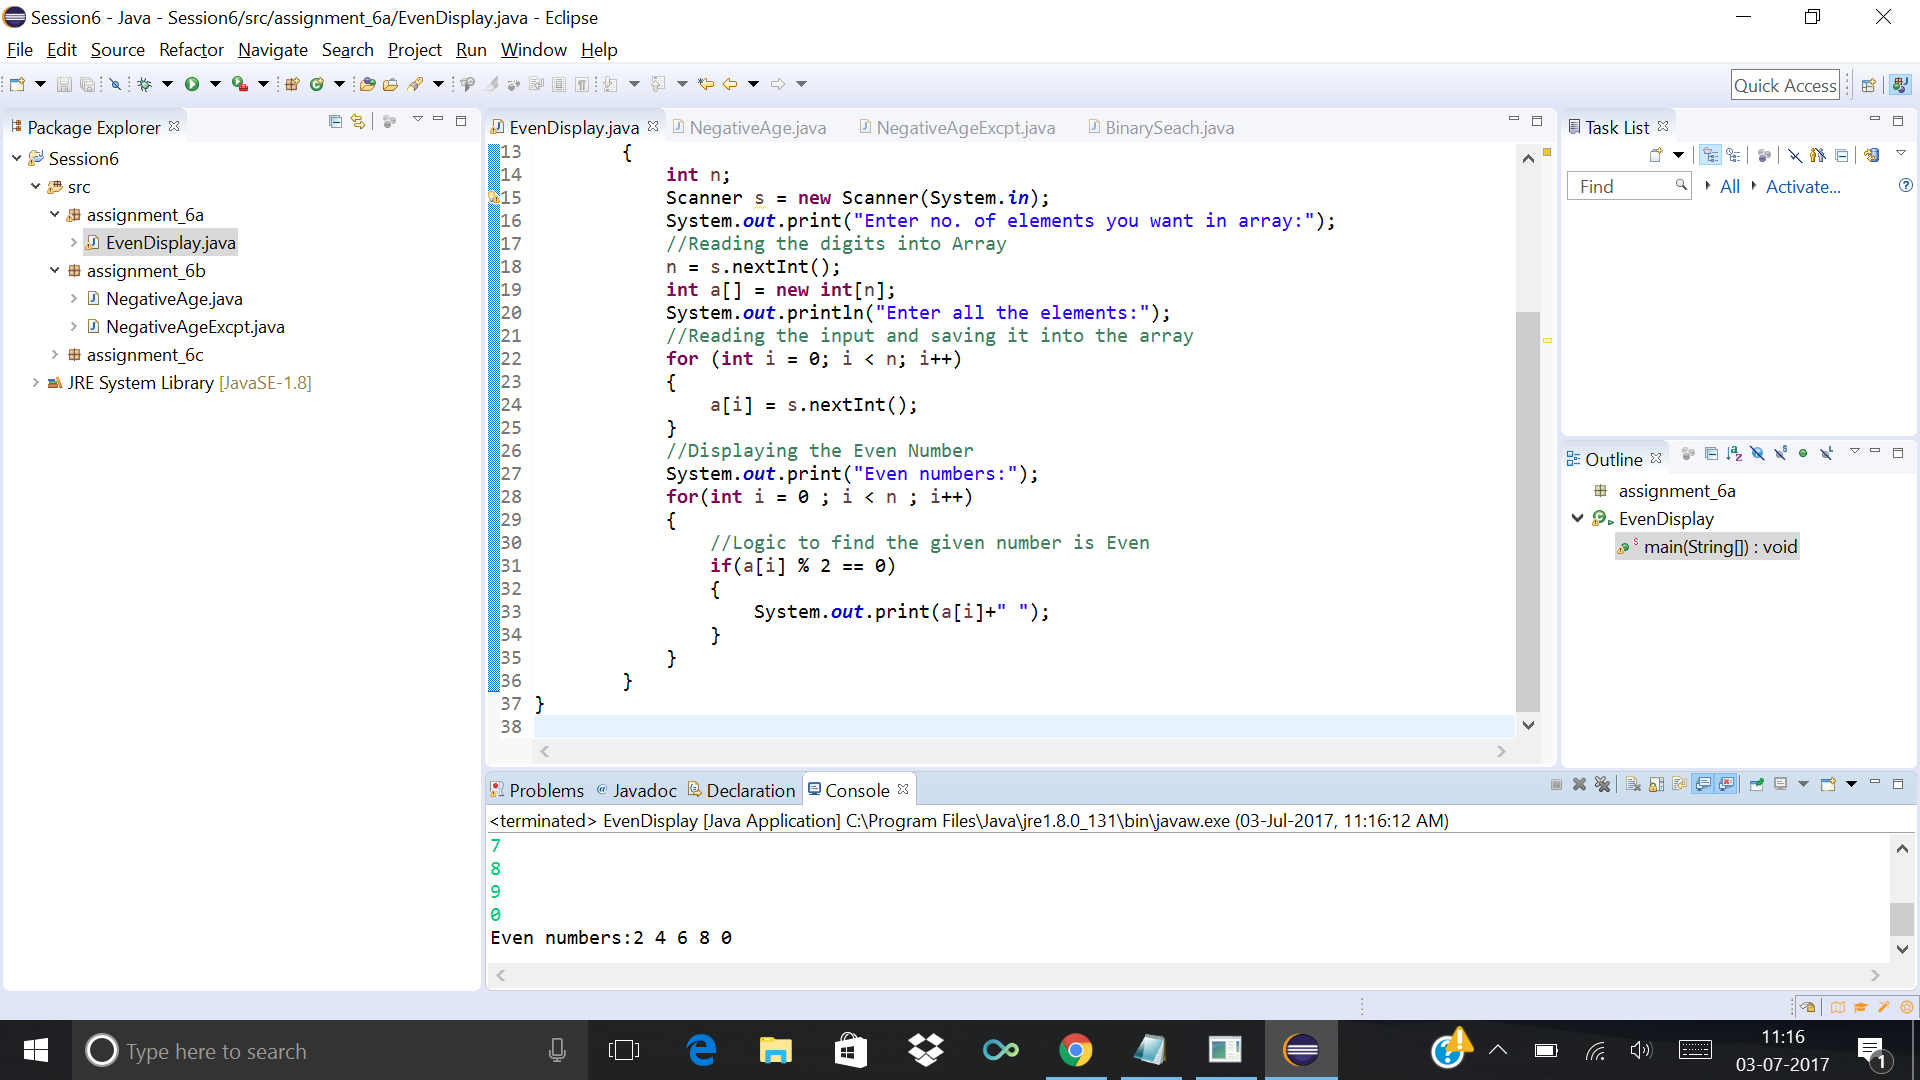 Session6 - Java - Session6/src/assignment_6a/EvenDisplay.java - Eclipse
File Edit Source Refactor Navigate Search Project Run Window Help
Quick Access
Package Explorer
Session6
src
assignment_6a
EvenDisplay.java
assignment_6b
NegativeAge.java
NegativeAgeExcpt.java
assignment_6c
JRE System Library [JavaSE-1.8]
EvenDisplay.java NegativeAge.java NegativeAgeExcpt.java BinarySeach.java
13 {
14 int n;
15 Scanner s = new Scanner(System.in);
16 System.out.print("Enter no. of elements you want in array:");
17 //Reading the digits into Array
18 n = s.nextInt();
19 int a[] = new int[n];
20 System.out.println("Enter all the elements:");
21 //Reading the input and saving it into the array
22 for (int i = 0; i < n; i++)
23 {
24 a[i] = s.nextInt();
25 }
26 //Displaying the Even Number
27 System.out.print("Even numbers:");
28 for(int i = 0 ; i < n ; i++)
29 {
30 //Logic to find the given number is Even
31 if(a[i] % 2 == 0)
32 {
33 System.out.print(a[i]+" ");
34 }
35 }
36 }
37 }
38
Task List
Find All Activate...
Outline
assignment_6a
EvenDisplay
main(String[]) : void
Problems @ Javadoc Declaration Console
<terminated> EvenDisplay [Java Application] C:\Program Files\Java\jre1.8.0_131\bin\javaw.exe (03-Jul-2017, 11:16:12 AM)
7
8
9
0
Even numbers:2 4 6 8 0
Type here to search
11:16
03-07-2017
1